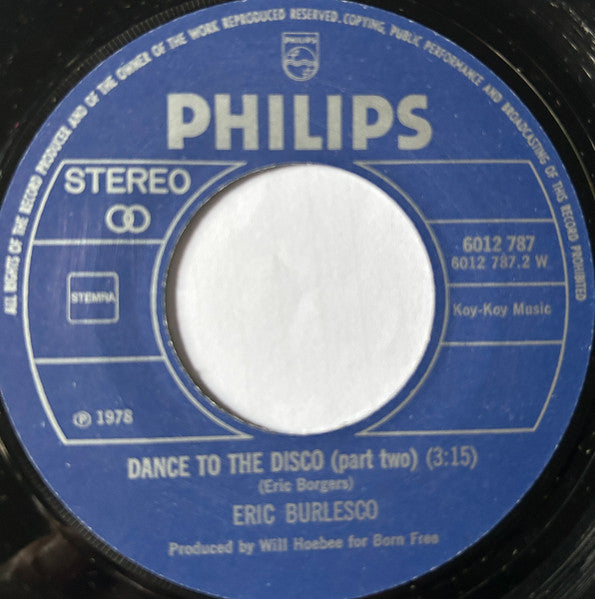 ALL RIGHTS OF THE RECORD PRODUCER AND OF THE OWNER OF THE WORK REPRODUCED RESERVED. COPYING, PUBLIC PERFORMANCE AND BROADCASTING OF THIS RECORD PROHIBITED
PHILIPS
PHILIPS
STEREO
6012 787
6012 787.2 W
STEMRA
Koy-Koy Music
℗ 1978
DANCE TO THE DISCO (part two) (3:15)
(Eric Borgers)
ERIC BURLESCO
Produced by Will Hoebee for Born Free